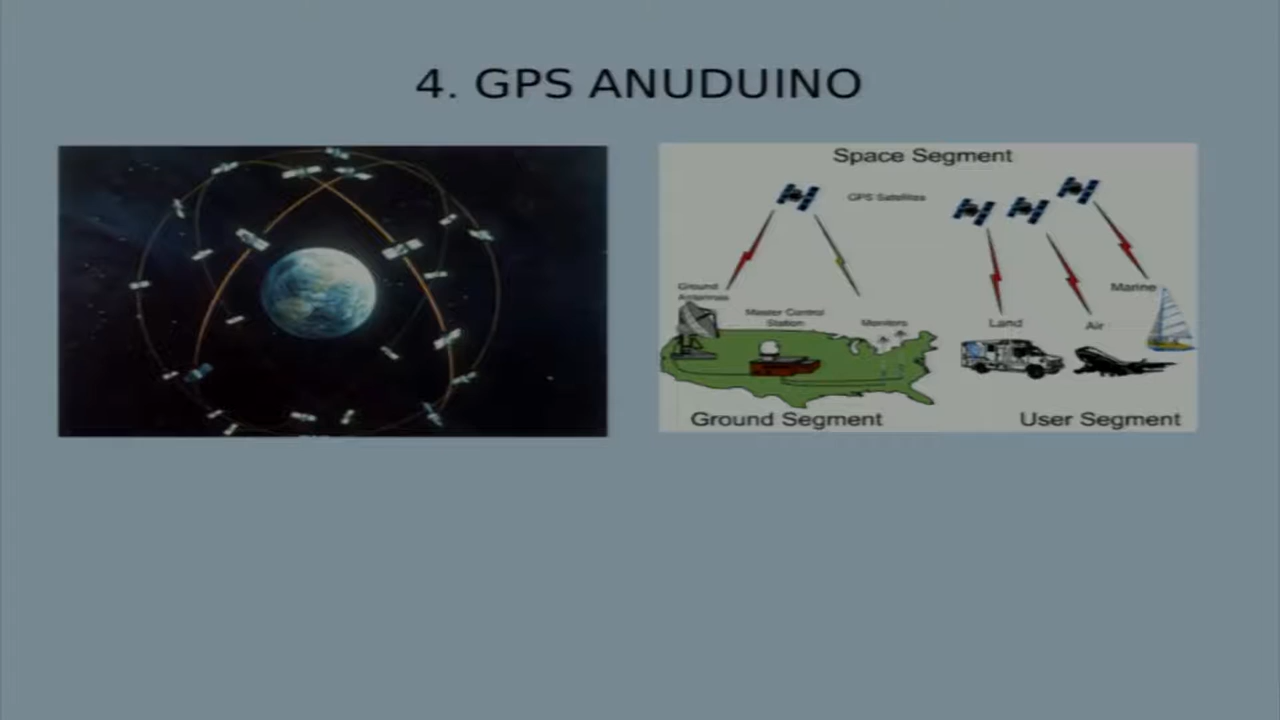 4. GPS ANUDUINO
Space Segment
GPS Satellites
Ground
Antennas
Master Control
Station
Monitors
Land
Air
Marine
Ground Segment
User Segment